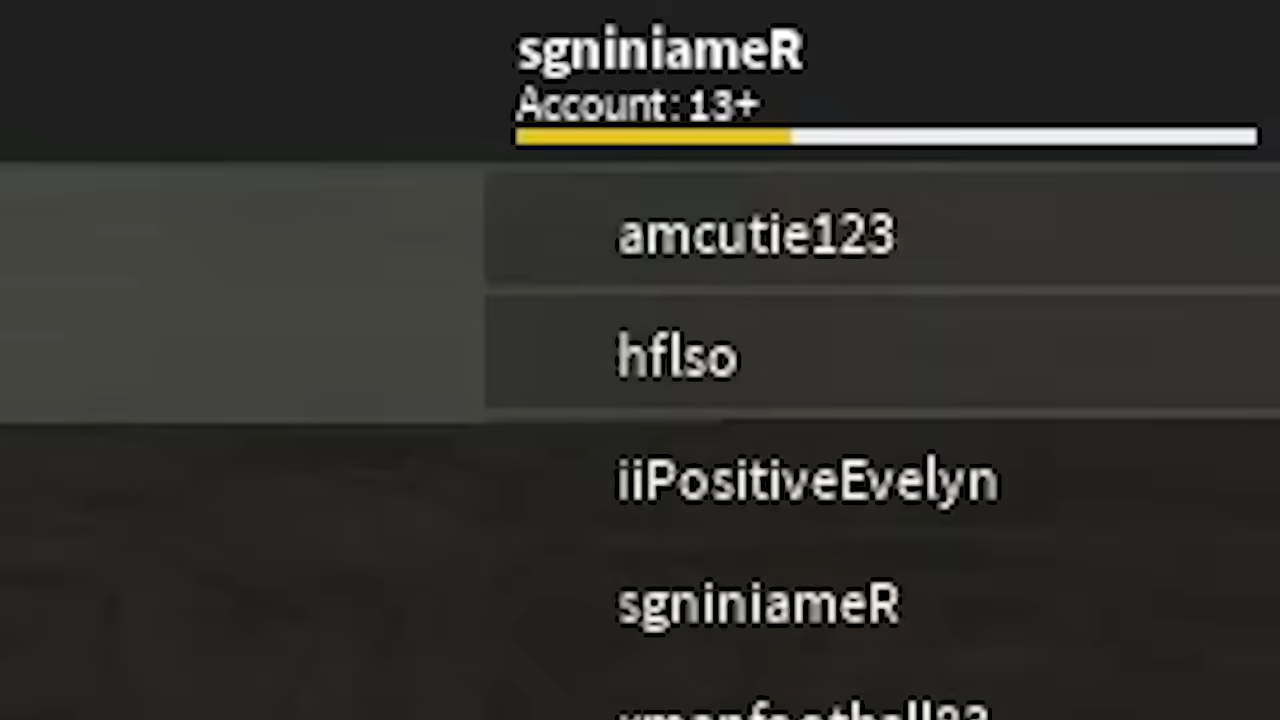 sgniniameR
Account: 13+
amcutie123
hflso
iiPositiveEvelyn
sgniniameR